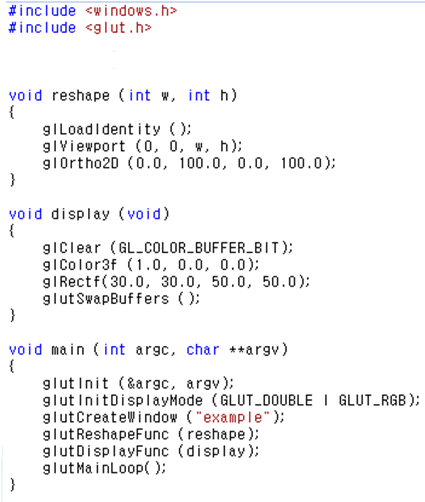 #include <windows.h>
#include <glut.h>
void reshape (int w, int h)
{
glLoadIdentity ();
glViewport (0, 0, w, h);
glOrtho2D (0.0, 100.0, 0.0, 100.0);
}
void display (void)
{
glClear (GL_COLOR_BUFFER_BIT);
glColor3f (1.0, 0.0, 0.0);
glRectf(30.0, 30.0, 50.0, 50.0);
glutSwapBuffers ();
}
void main (int argc, char **argv)
{
glutInit (&argc, argv);
glutInitDisplayMode (GLUT_DOUBLE | GLUT_RGB);
glutCreateWindow ("example");
glutReshapeFunc (reshape);
glutDisplayFunc (display);
glutMainLoop();
}